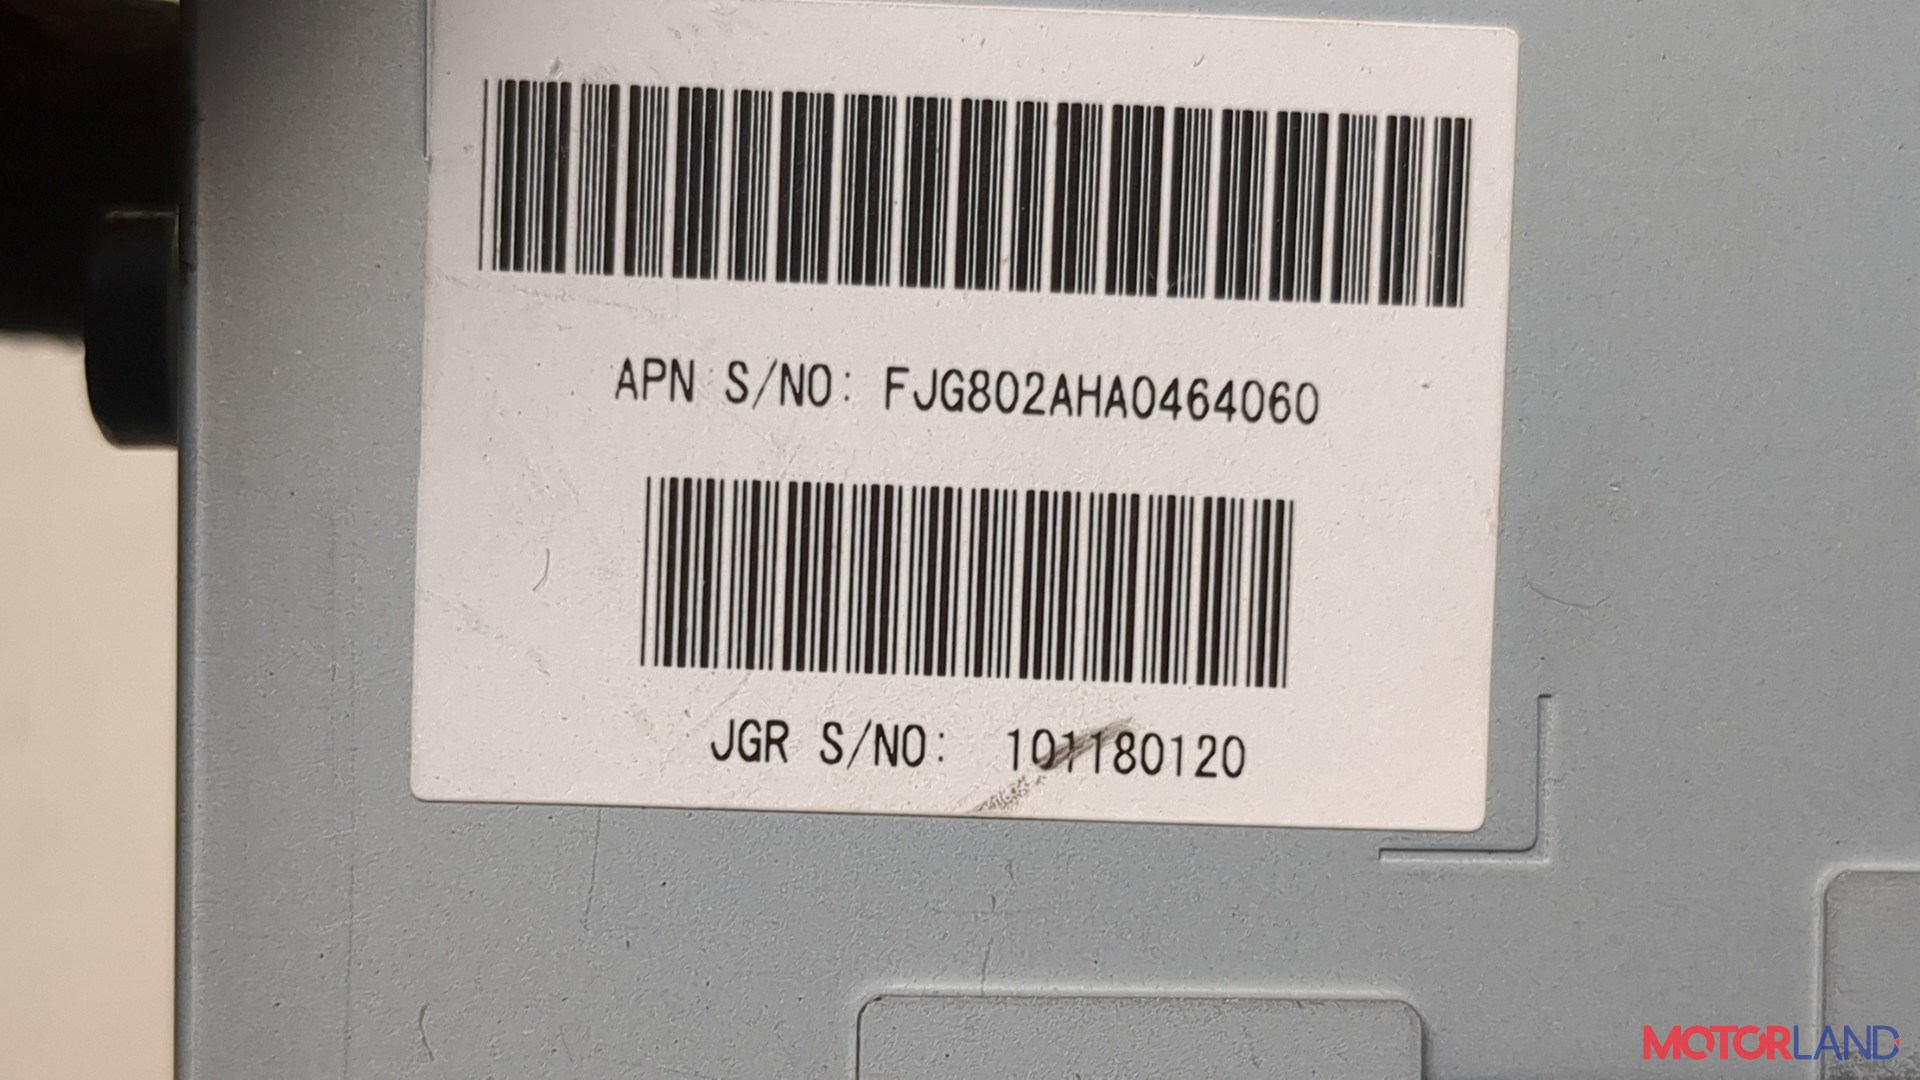 APN S/NO: FJG802AHA0464060
JGR S/NO: 101180120
MOTORLAND